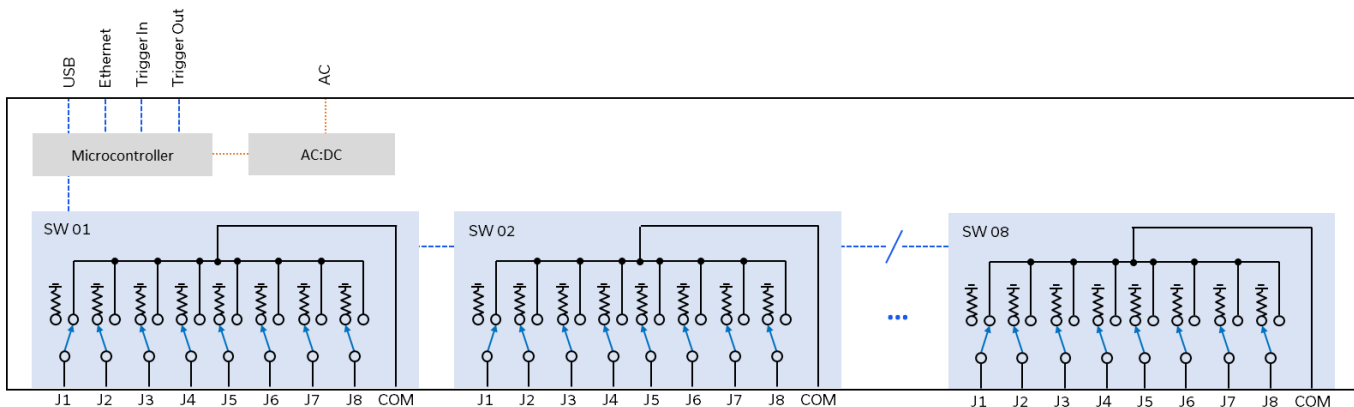 USB
Ethernet
Trigger In
Trigger Out
AC
Microcontroller
AC:DC
SW 01
SW 02
SW 08
...
J1 J2 J3 J4 J5 J6 J7 J8 COM
J1 J2 J3 J4 J5 J6 J7 J8 COM
J1 J2 J3 J4 J5 J6 J7 J8 COM